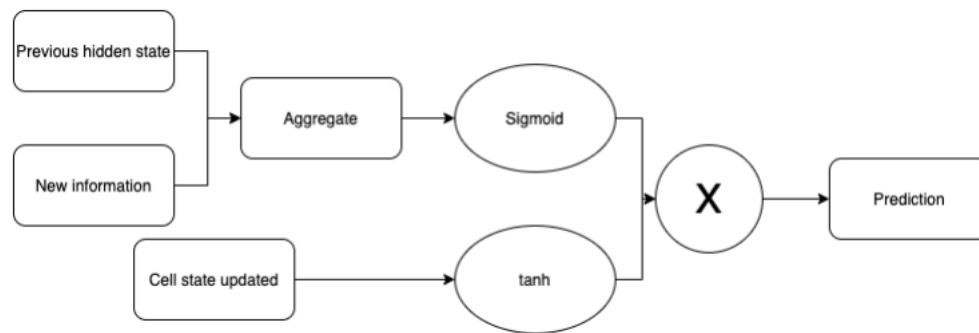 Previous hidden state
Aggregate
Sigmoid
New information
X
Prediction
Cell state updated
tanh